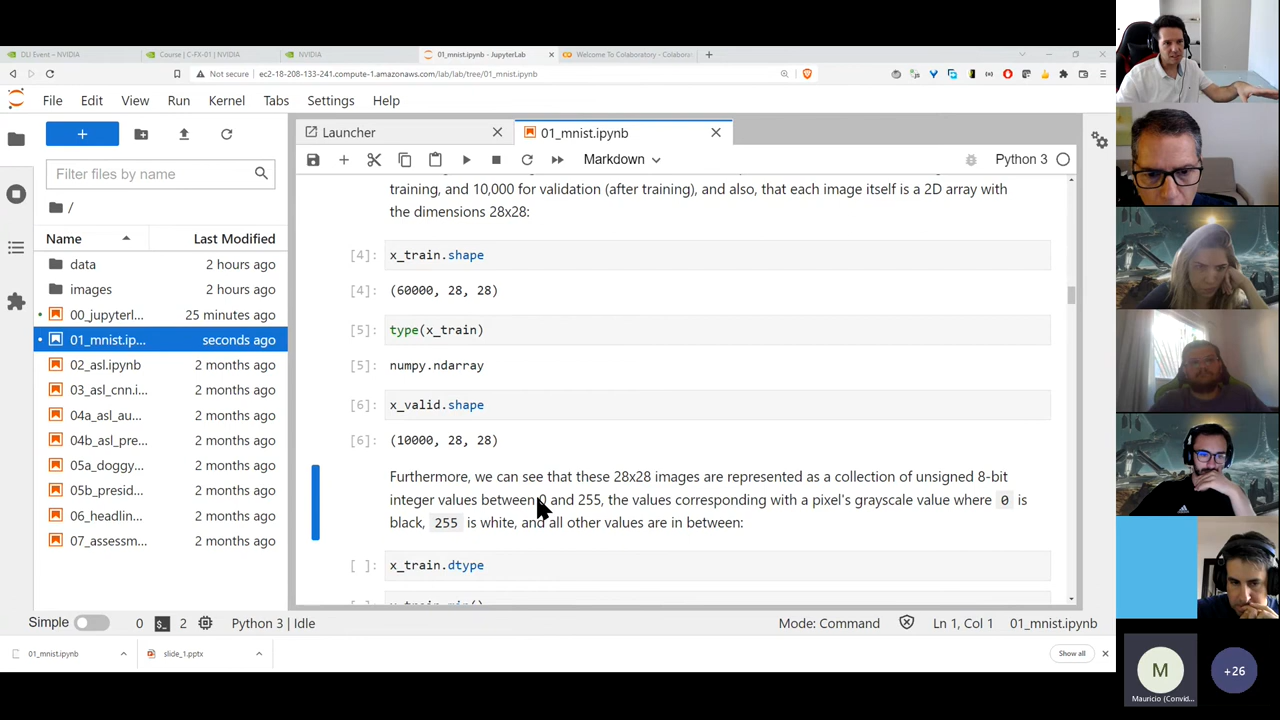 DLI Event – NVIDIA
Course | C-FX-01 | NVIDIA
NVIDIA
01_mnist.ipynb - JupyterLab
Welcome To Colaboratory - Colabora
Not secure | ec2-18-208-133-241.compute-1.amazonaws.com/lab/lab/tree/01_mnist.ipynb
File Edit View Run Kernel Tabs Settings Help
Launcher
01_mnist.ipynb
Filter files by name
Markdown
Python 3
/
Name
Last Modified
data 2 hours ago
images 2 hours ago
00_jupyterl... 25 minutes ago
01_mnist.ip... seconds ago
02_asl.ipynb 2 months ago
03_asl_cnn.i... 2 months ago
04a_asl_au... 2 months ago
04b_asl_pre... 2 months ago
05a_doggy... 2 months ago
05b_presid... 2 months ago
06_headlin... 2 months ago
07_assessm... 2 months ago
training, and 10,000 for validation (after training), and also, that each image itself is a 2D array with
the dimensions 28x28:
[4]: x_train.shape
[4]: (60000, 28, 28)
[5]: type(x_train)
[5]: numpy.ndarray
[6]: x_valid.shape
[6]: (10000, 28, 28)
Furthermore, we can see that these 28x28 images are represented as a collection of unsigned 8-bit
integer values between 0 and 255, the values corresponding with a pixel's grayscale value where 0 is
black, 255 is white, and all other values are in between:
[ ]: x_train.dtype
[ ]: x_train.min()
Simple 0 2 Python 3 | Idle
Mode: Command Ln 1, Col 1 01_mnist.ipynb
01_mnist.ipynb
slide_1.pptx
Show all
M
Mauricio (Convid...
+26